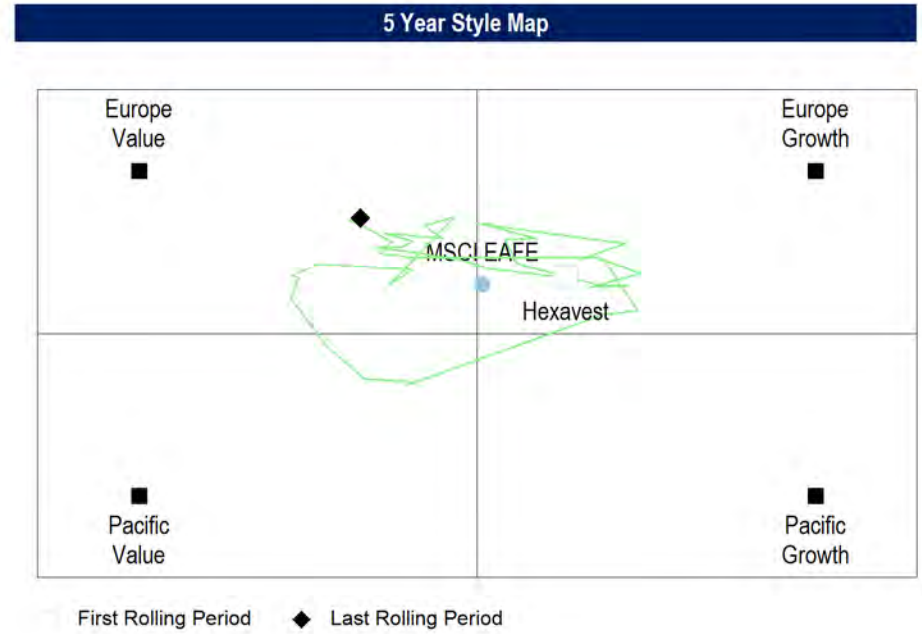 5 Year Style Map
Europe
Value
Europe
Growth
MSCI EAFE
Hexavest
Pacific
Value
Pacific
Growth
First Rolling Period
Last Rolling Period